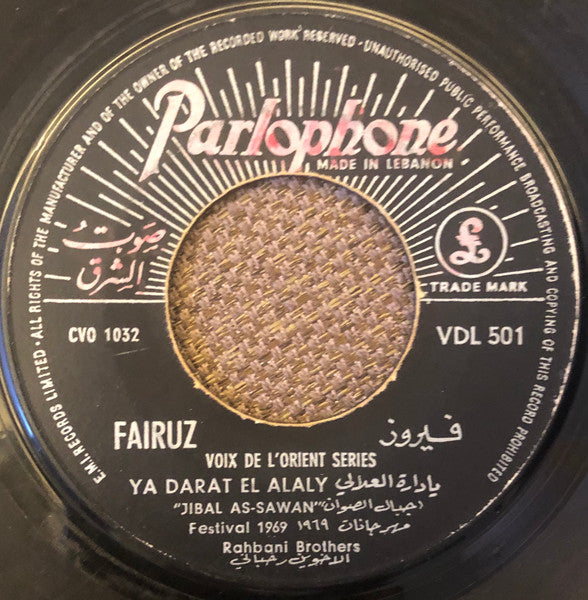 E.M.I. RECORDS LIMITED · ALL RIGHTS OF THE MANUFACTURER AND OF THE OWNER OF THE RECORDED WORK RESERVED · UNAUTHORISED PUBLIC PERFORMANCE BROADCASTING AND COPYING OF THIS RECORD PROHIBITED
Parlophone
MADE IN LEBANON
صوت
الشرق
£
TRADE MARK
CVO 1032
VDL 501
FAIRUZ فيروز
VOIX DE L'ORIENT SERIES
YA DARAT EL ALALY يا دارة العلالي
"JIBAL AS-SAWAN" "جبال الصوان"
Festival 1969 مهرجانات ١٩٦٩
Rahbani Brothers
الاخوين رحباني